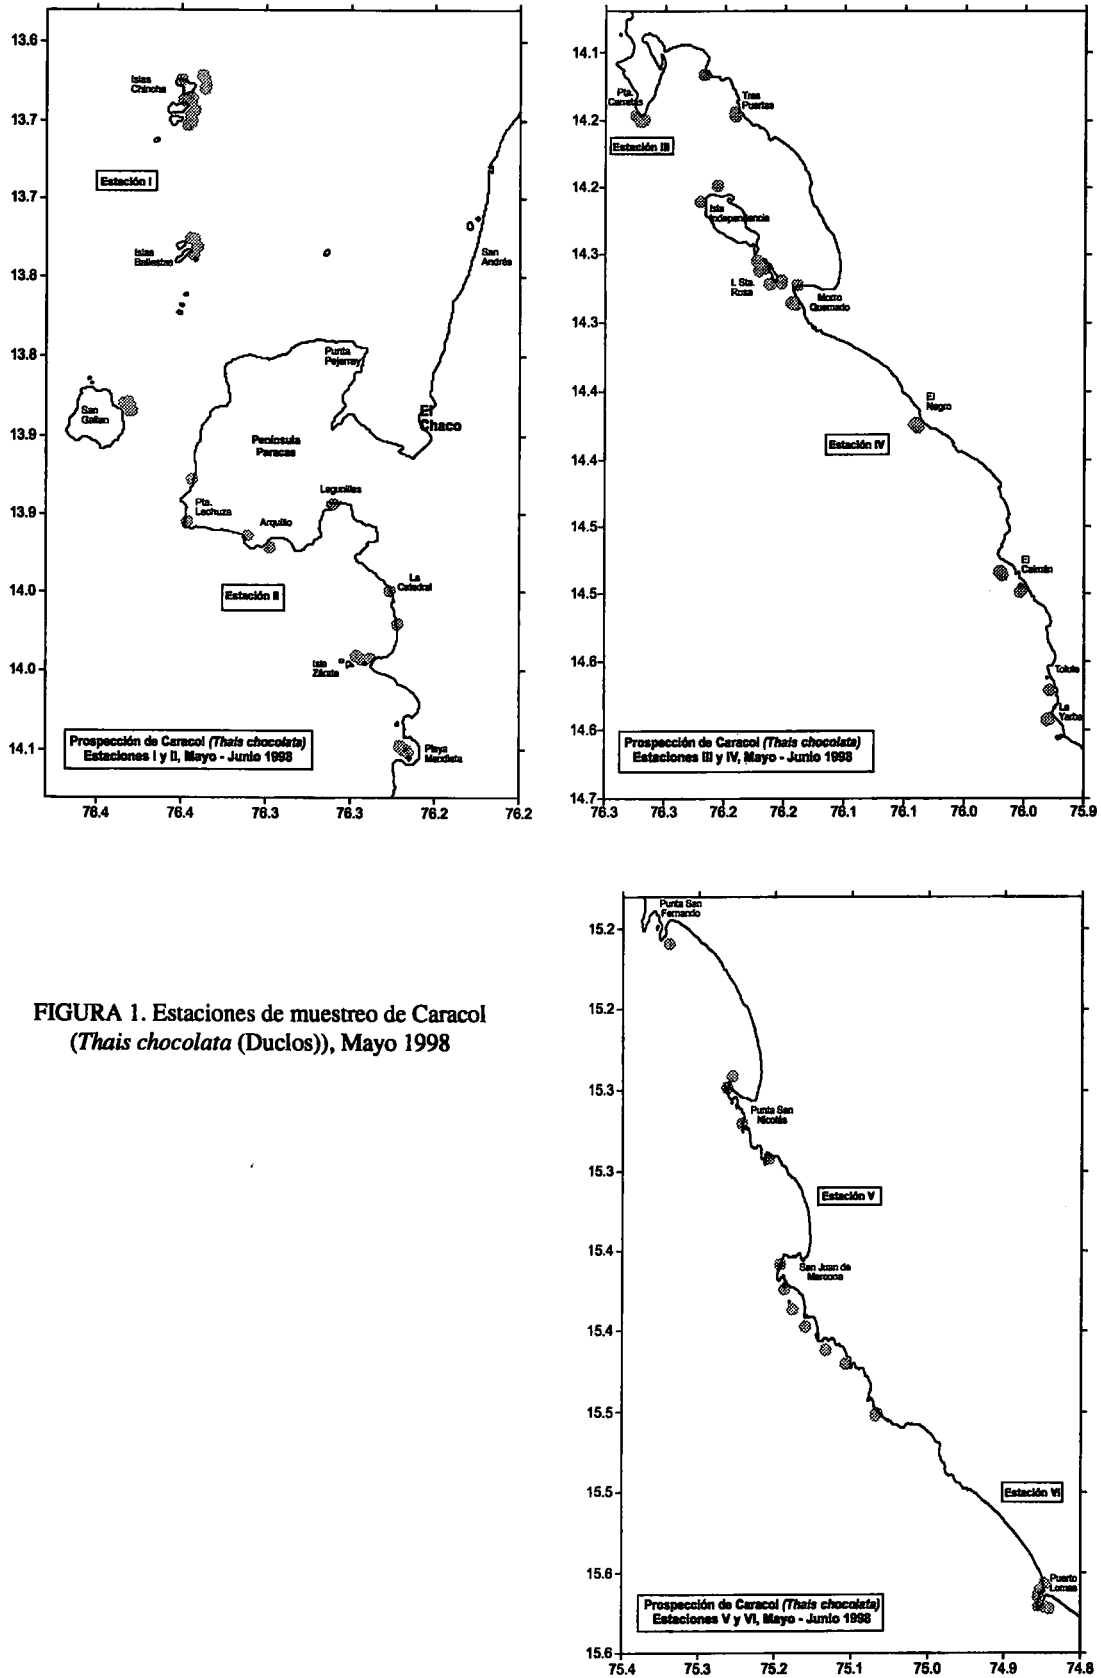 13.6
13.7
13.7
13.8
13.8
13.9
13.9
14.0
14.0
14.1
76.4
76.4
76.3
76.3
76.2
76.2
Islas
Chincha
Estación I
Islas
Ballestas
San
Andrés
Punta
Pejerrey
San
Gallan
El
Chaco
Península
Paracas
Lagunillas
Pta.
Lechuza
Arquillo
La
Catedral
Estación II
Isla
Zárate
Playa
Mendieta
Prospección de Caracol (Thais chocolata)
Estaciones I y II, Mayo - Junio 1998
14.1
14.2
14.2
14.3
14.3
14.4
14.4
14.5
14.5
14.6
14.6
14.7
76.3
76.3
76.2
76.2
76.1
76.0
76.0
75.9
Pta.
Carretas
Tres
Puertas
Estación III
Isla
Independencia
I. Sta.
Rosa
Morro
Quemado
El
Negro
Estación IV
El
Caimán
Tolote
La
Yerba
Prospección de Caracol (Thais chocolata)
Estaciones III y IV, Mayo - Junio 1998
FIGURA 1. Estaciones de muestreo de Caracol
(Thais chocolata (Duclos)), Mayo 1998
15.2
15.2
15.3
15.3
15.4
15.4
15.5
15.5
15.6
15.6
75.4
75.3
75.2
75.1
75.0
74.9
74.8
Punta San
Fernando
Punta San
Nicolás
Estación V
San Juan de
Marcona
Estación VI
Puerto
Lomas
Prospección de Caracol (Thais chocolata)
Estaciones V y VI, Mayo - Junio 1998